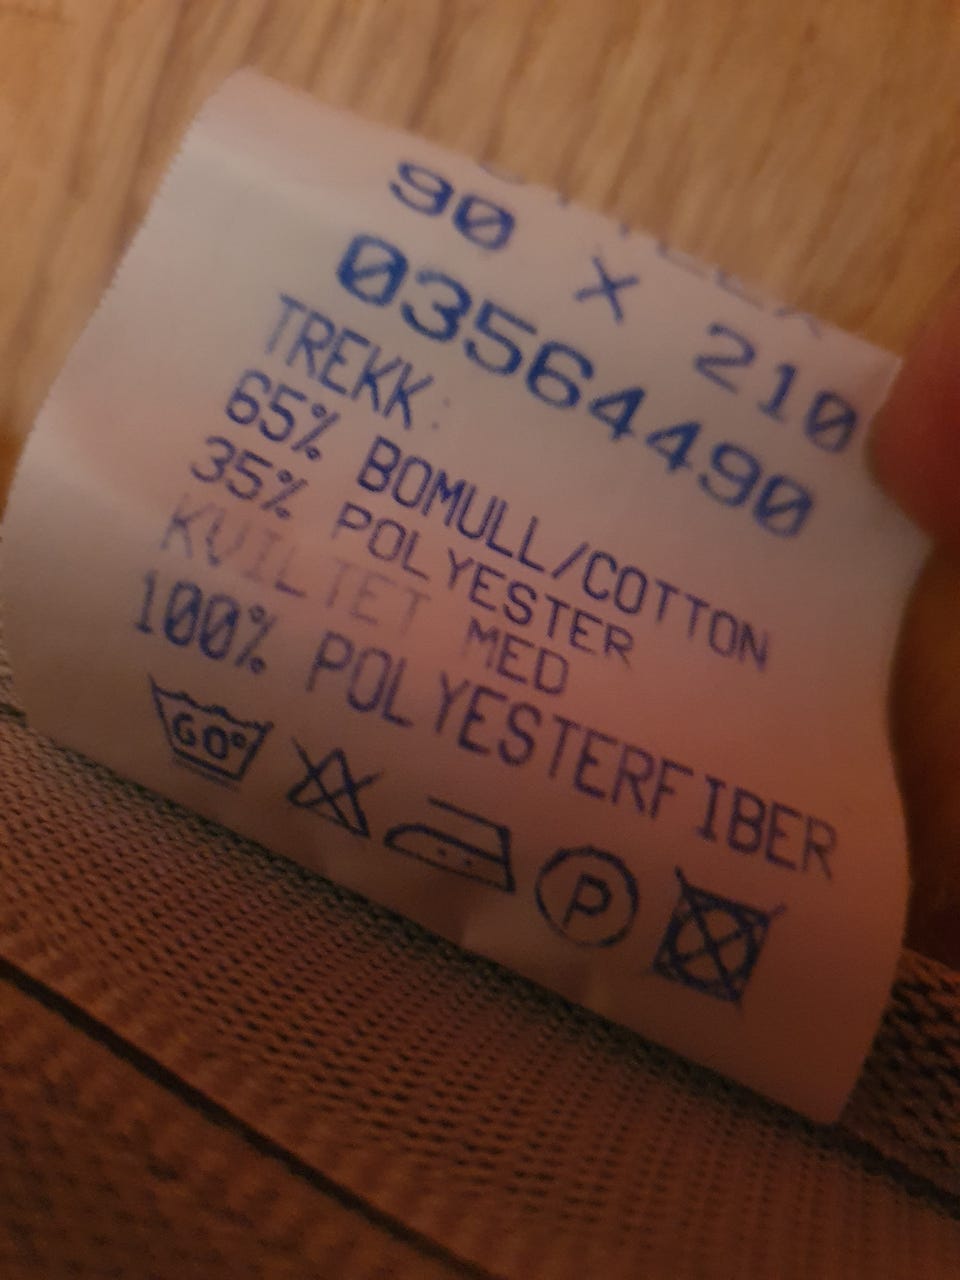 90 X 210
03564490
TREKK:
65% BOMULL/COTTON
35% POLYESTER
KVILTET MED
100% POLYESTERFIBER
60°
P